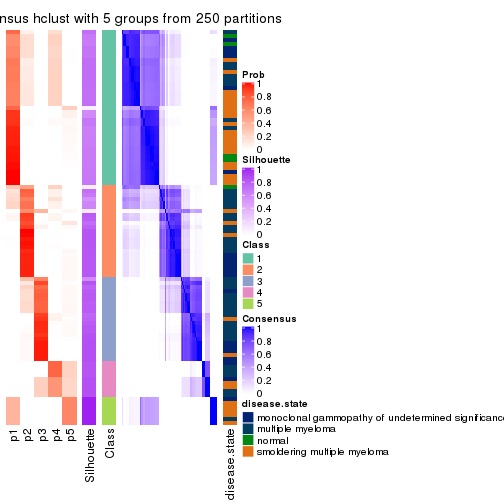 nsus hclust with 5 groups from 250 partitions
Prob
1
0.8
0.6
0.4
0.2
0
Silhouette
1
0.8
0.6
0.4
0.2
0
Class
1
2
3
4
5
Consensus
1
0.8
0.6
0.4
0.2
0
disease.state
monoclonal gammopathy of undetermined significance
multiple myeloma
normal
smoldering multiple myeloma
p1
p2
p3
p4
p5
Silhouette
Class
disease.state